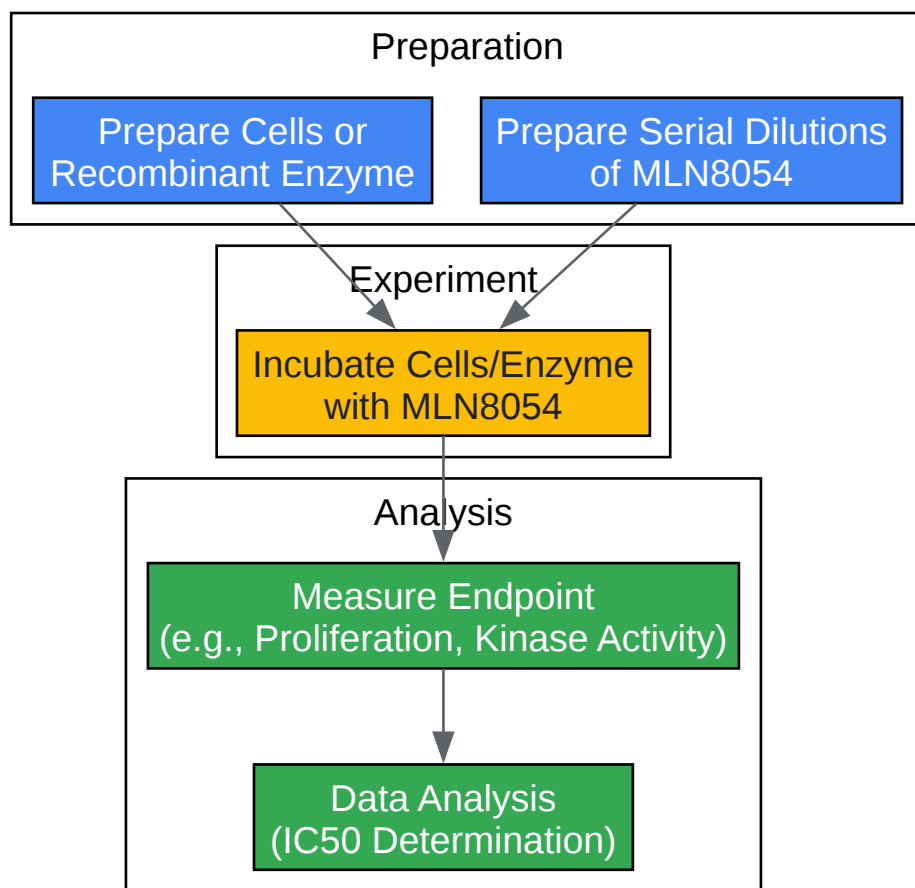 Preparation
Prepare Cells or
Recombinant Enzyme
Prepare Serial Dilutions
of MLN8054
Experiment
Incubate Cells/Enzyme
with MLN8054
Analysis
Measure Endpoint
(e.g., Proliferation, Kinase Activity)
Data Analysis
(IC50 Determination)